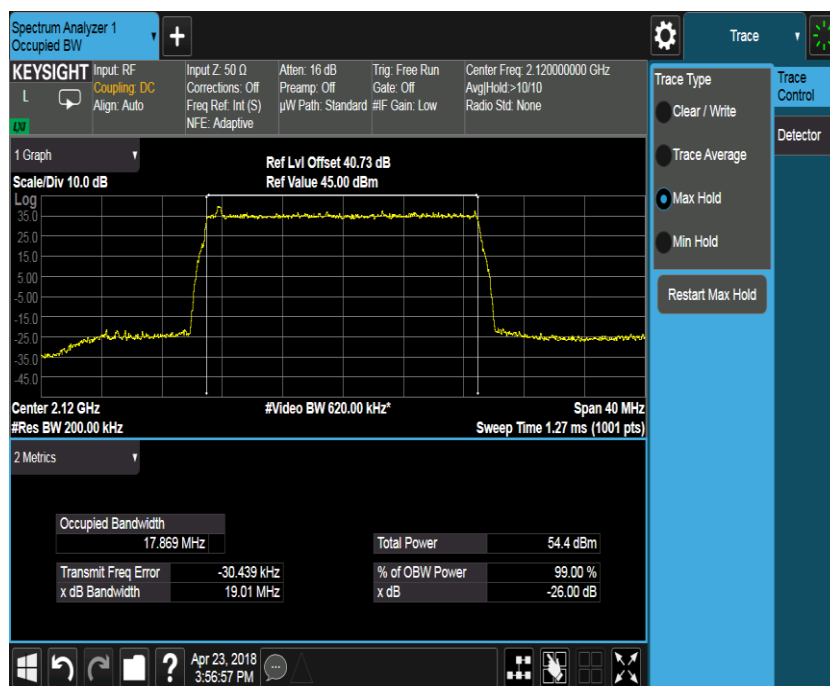 Spectrum Analyzer 1
Occupied BW
+
Trace
KEYSIGHT
L
LXI
Input: RF
Coupling: DC
Align: Auto
Input Z: 50 Ω
Corrections: Off
Freq Ref: Int (S)
NFE: Adaptive
Atten: 16 dB
Preamp: Off
µW Path: Standard
Trig: Free Run
Gate: Off
#IF Gain: Low
Center Freq: 2.120000000 GHz
Avg|Hold:>10/10
Radio Std: None
Trace Type
Clear / Write
Trace Average
Max Hold
Min Hold
Restart Max Hold
Trace
Control
Detector
1 Graph
Scale/Div 10.0 dB
Ref Lvl Offset 40.73 dB
Ref Value 45.00 dBm
Log
35.0
25.0
15.0
5.00
-5.00
-15.0
-25.0
-35.0
-45.0
Center 2.12 GHz
#Video BW 620.00 kHz*
Span 40 MHz
#Res BW 200.00 kHz
Sweep Time 1.27 ms (1001 pts)
2 Metrics
Occupied Bandwidth
17.869 MHz
Total Power 54.4 dBm
Transmit Freq Error -30.439 kHz
% of OBW Power 99.00 %
x dB Bandwidth 19.01 MHz
x dB -26.00 dB
?
Apr 23, 2018
3:56:57 PM